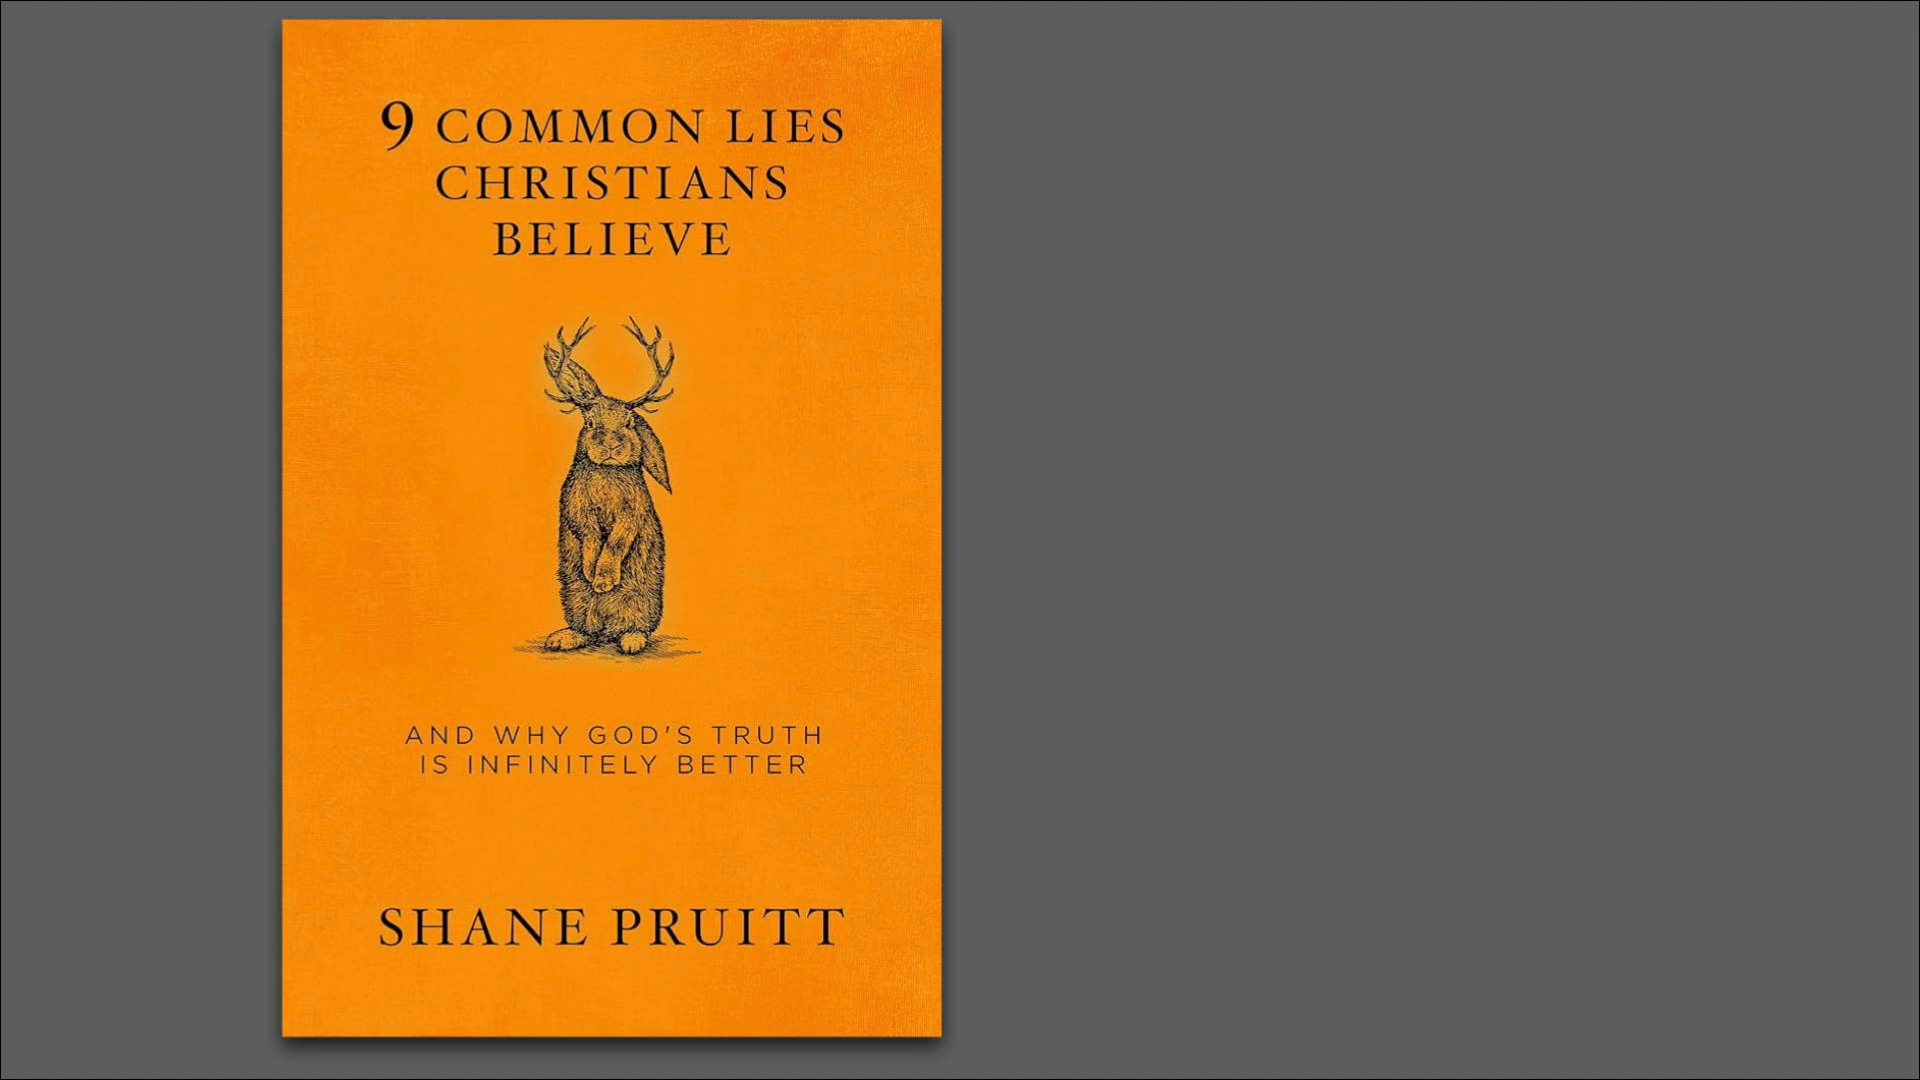 9 COMMON LIES
CHRISTIANS
BELIEVE
AND WHY GOD'S TRUTH
IS INFINITELY BETTER
SHANE PRUITT